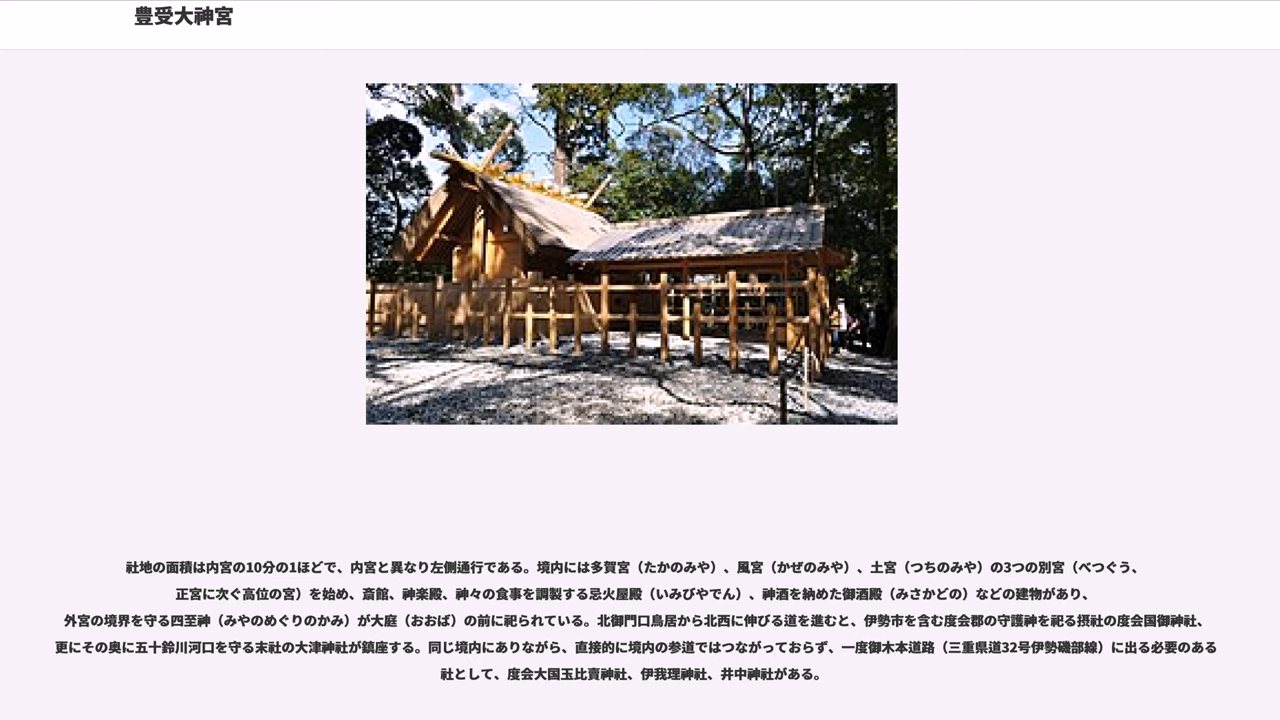 豊受大神宮
社地の面積は内宮の10分の1ほどで、内宮と異なり左側通行である。境内には多賀宮（たかのみや）、風宮（かぜのみや）、土宮（つちのみや）の3つの別宮（べつぐう、
正宮に次ぐ高位の宮）を始め、斎館、神楽殿、神々の食事を調製する忌火屋殿（いみびやでん）、神酒を納めた御酒殿（みさかどの）などの建物があり、
外宮の境界を守る四至神（みやのめぐりのかみ）が大庭（おおば）の前に祀られている。北御門口鳥居から北西に伸びる道を進むと、伊勢市を含む度会郡の守護神を祀る摂社の度会国御神社、
更にその奥に五十鈴川河口を守る末社の大津神社が鎮座する。同じ境内にありながら、直接的に境内の参道ではつながっておらず、一度御木本道路（三重県道32号伊勢磯部線）に出る必要のある
社として、度会大国玉比賣神社、伊我理神社、井中神社がある。